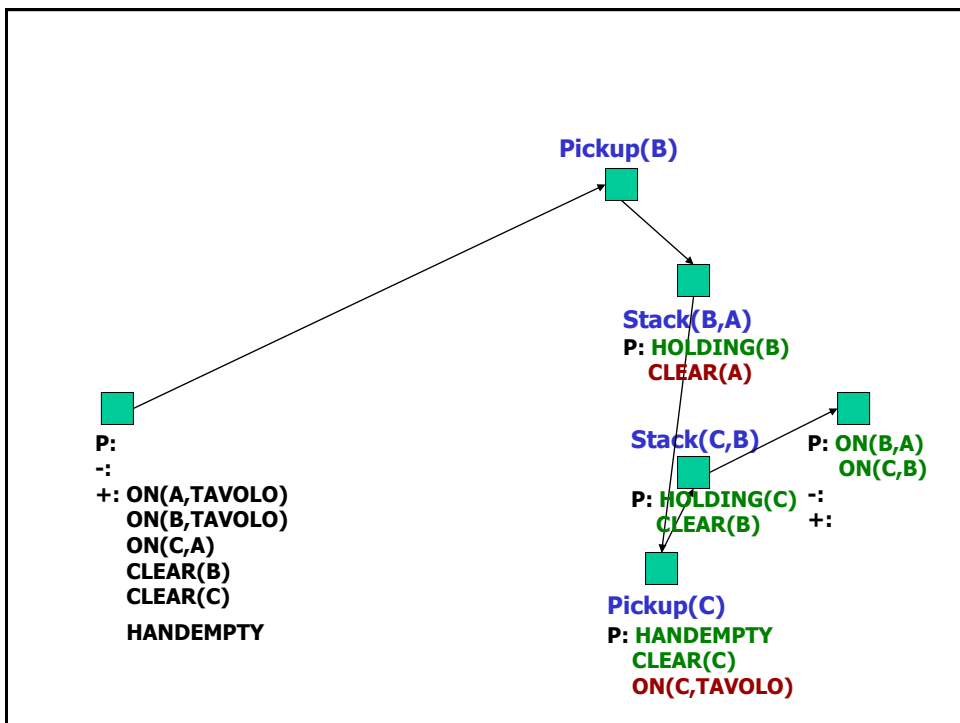 Pickup(B)
Stack(B,A)
P: HOLDING(B)
CLEAR(A)
P:
-:
+: ON(A,TAVOLO)
ON(B,TAVOLO)
ON(C,A)
CLEAR(B)
CLEAR(C)
HANDEMPTY
Stack(C,B)
P: HOLDING(C)
CLEAR(B)
P: ON(B,A)
ON(C,B)
-:
+:
Pickup(C)
P: HANDEMPTY
CLEAR(C)
ON(C,TAVOLO)